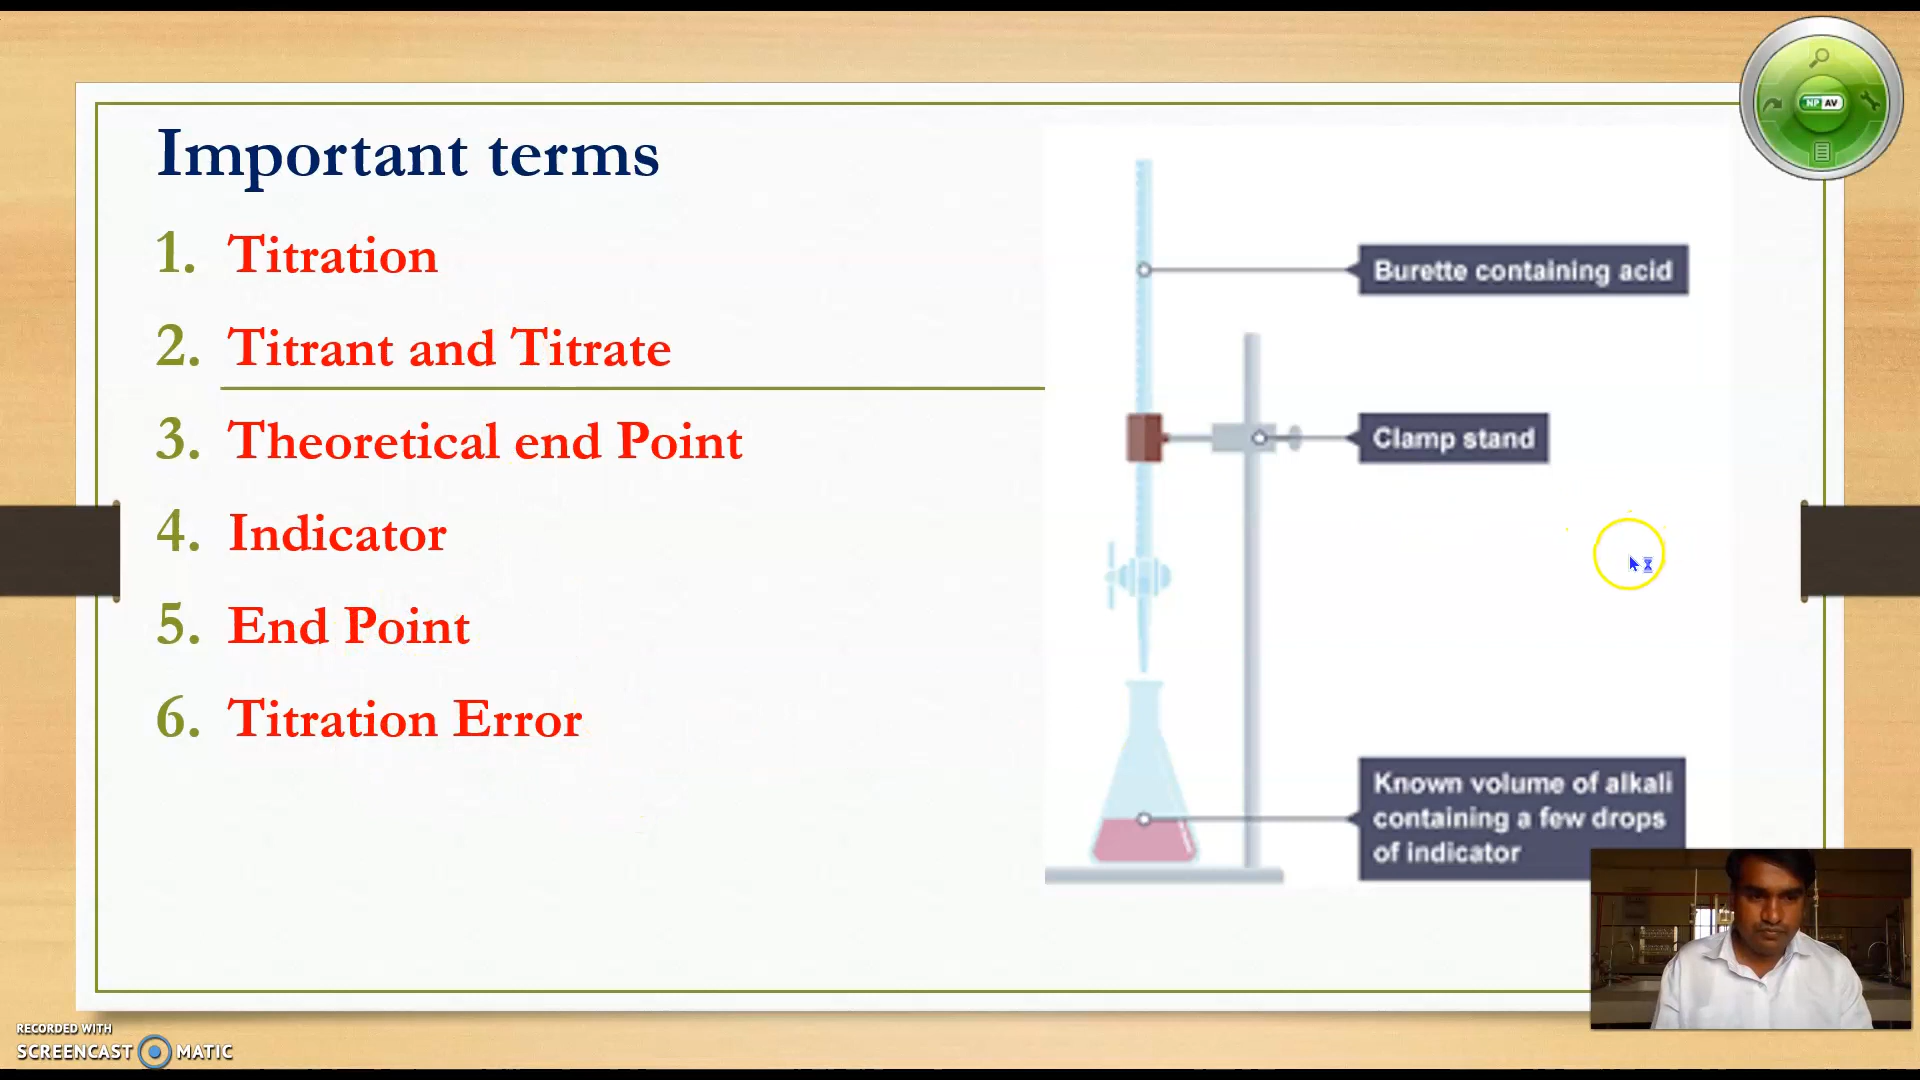 Important terms
1. Titration
2. Titrant and Titrate
3. Theoretical end Point
4. Indicator
5. End Point
6. Titration Error
Burette containing acid
Clamp stand
Known volume of alkali
containing a few drops
of indicator
NP AV
RECORDED WITH
SCREENCAST MATIC